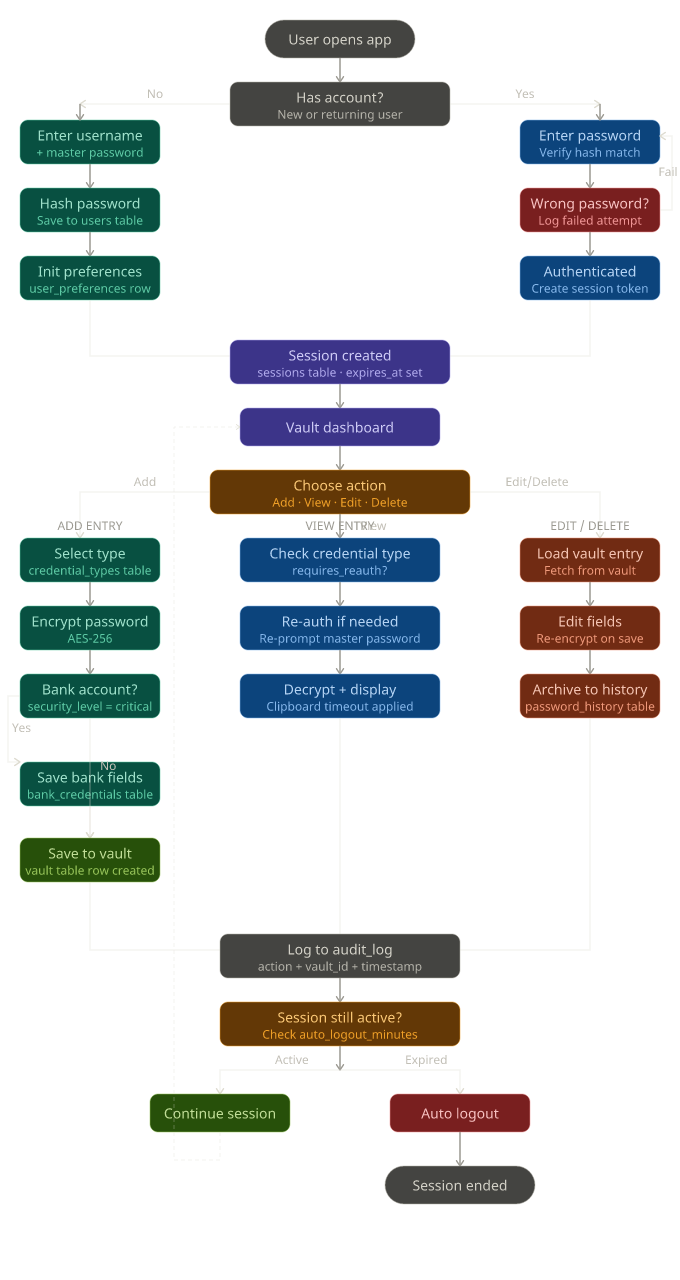 User opens app
Has account?
New or returning user
No
Yes
Enter username
+ master password
Enter password
Verify hash match
Fail
Hash password
Save to users table
Wrong password?
Log failed attempt
Init preferences
user_preferences row
Authenticated
Create session token
Session created
sessions table · expires_at set
Vault dashboard
Choose action
Add · View · Edit · Delete
Add
View
Edit/Delete
ADD ENTRY
VIEW ENTRY
EDIT / DELETE
Select type
credential_types table
Check credential type
requires_reauth?
Load vault entry
Fetch from vault
Encrypt password
AES-256
Re-auth if needed
Re-prompt master password
Edit fields
Re-encrypt on save
Bank account?
security_level = critical
Decrypt + display
Clipboard timeout applied
Archive to history
password_history table
Yes
No
Save bank fields
bank_credentials table
Save to vault
vault table row created
Log to audit_log
action + vault_id + timestamp
Session still active?
Check auto_logout_minutes
Active
Expired
Continue session
Auto logout
Session ended